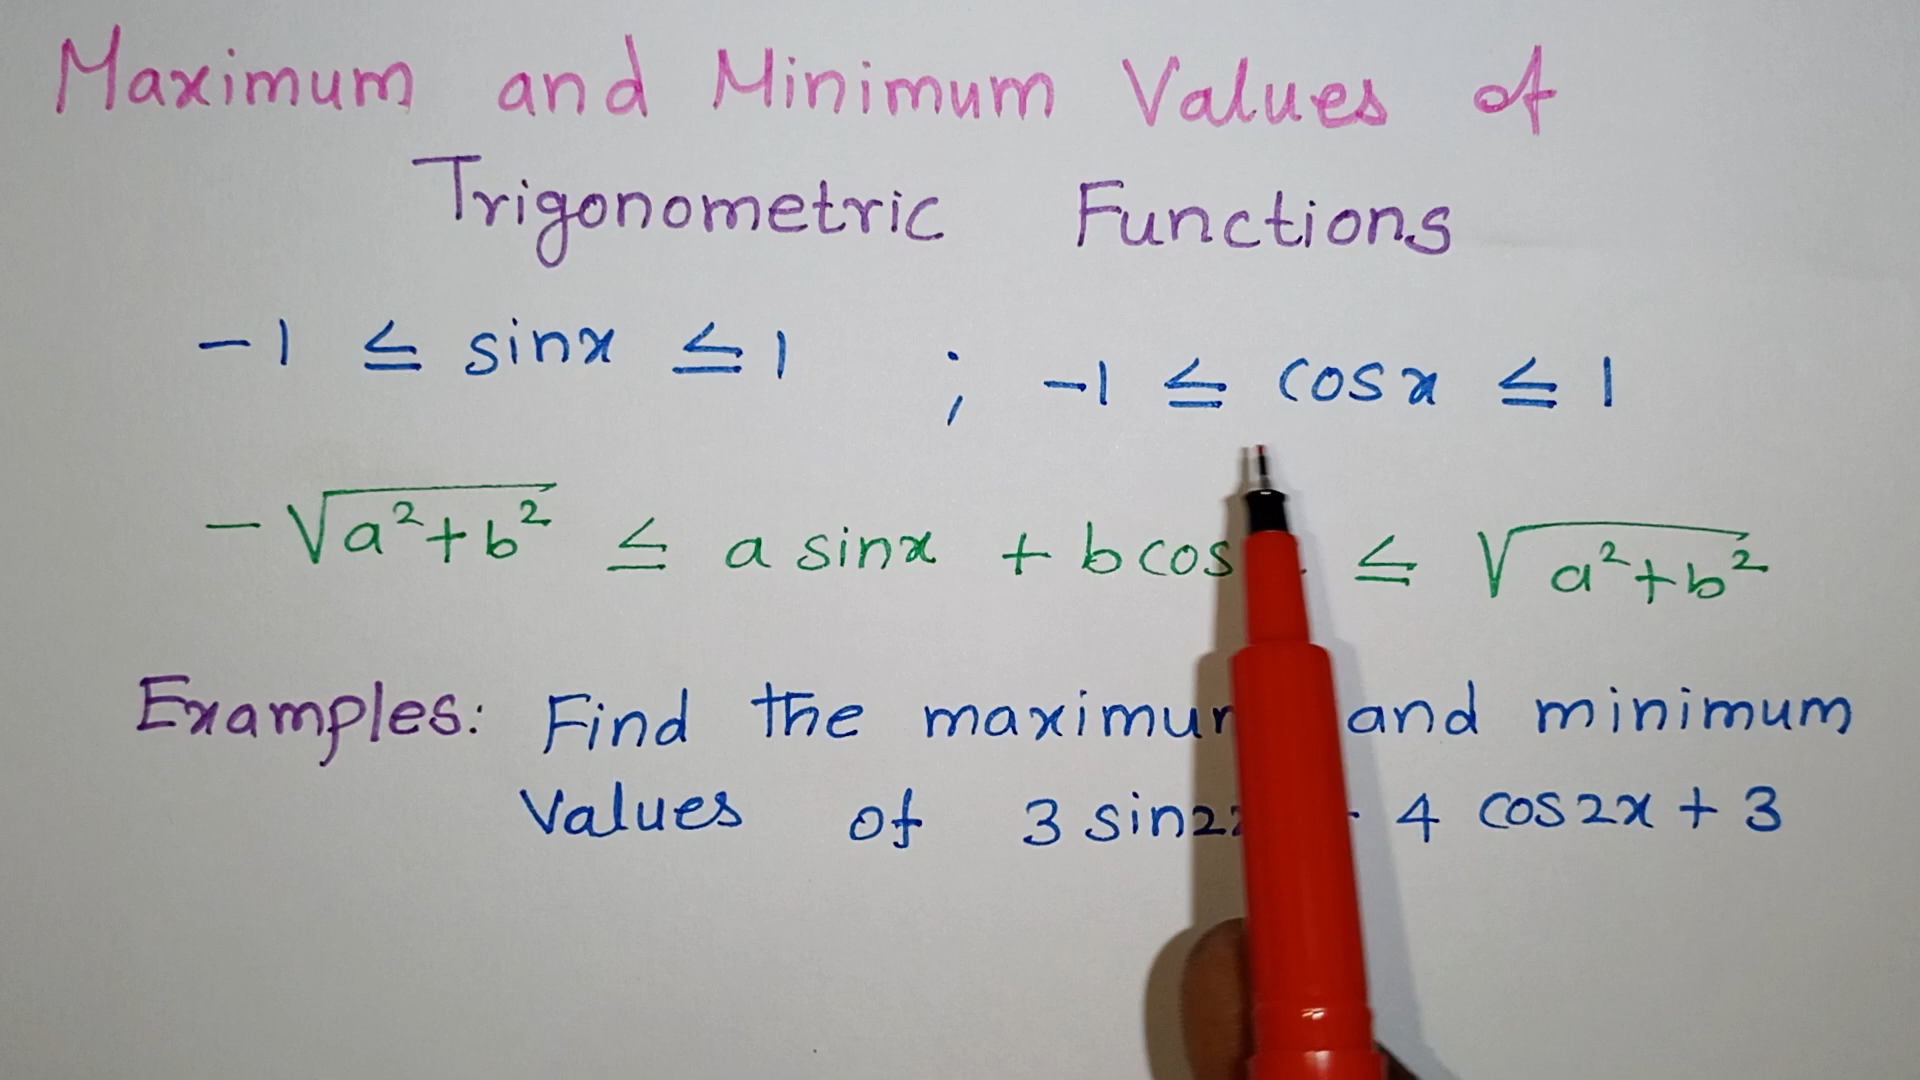 Maximum and Minimum Values of
Trigonometric Functions
-1 ≤ sinx ≤ 1 ; -1 ≤ cosx ≤ 1
-√(a²+b²) ≤ a sinx + b cos ≤ √(a²+b²)
Examples: Find the and minimum
Values of 3 sin2 4 cos2x + 3